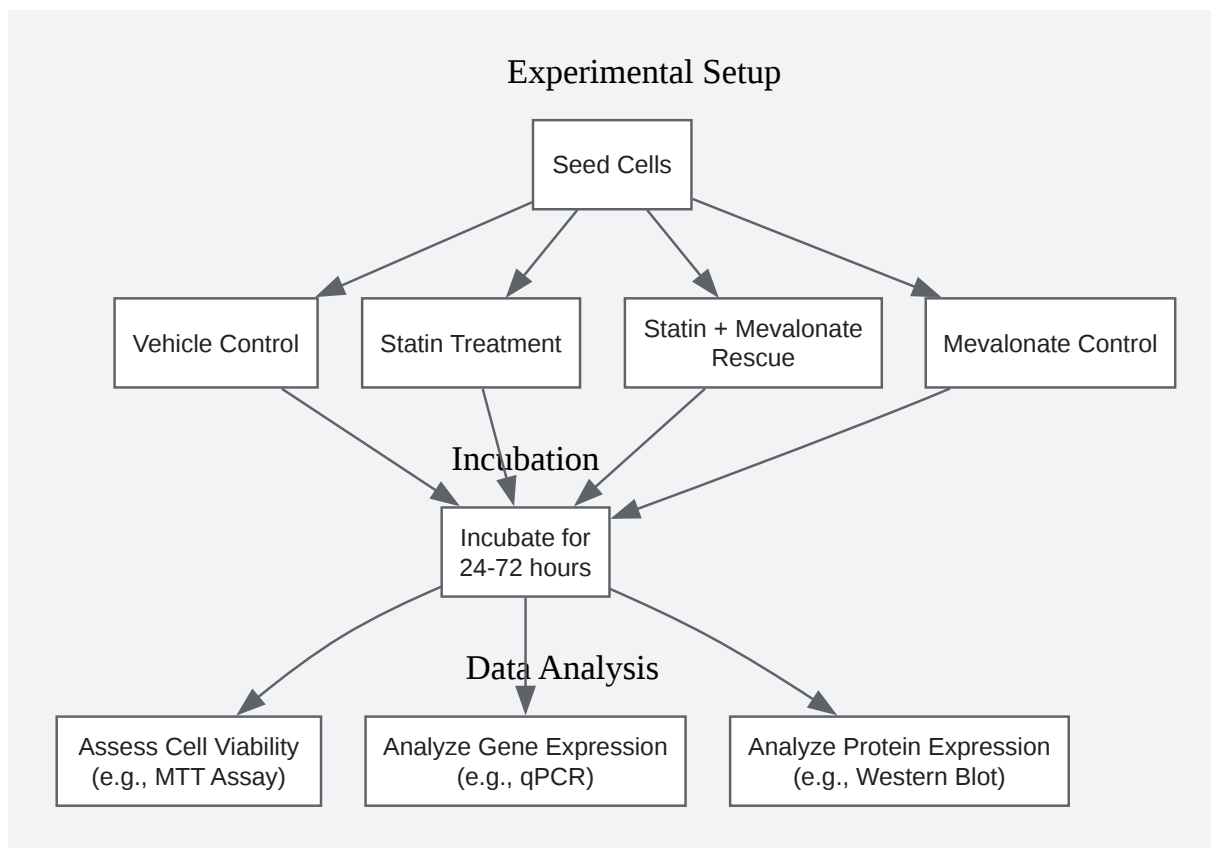 Experimental Setup
Seed Cells
Vehicle Control
Statin Treatment
Statin + Mevalonate
Rescue
Mevalonate Control
Incubation
Incubate for
24-72 hours
Data Analysis
Assess Cell Viability
(e.g., MTT Assay)
Analyze Gene Expression
(e.g., qPCR)
Analyze Protein Expression
(e.g., Western Blot)